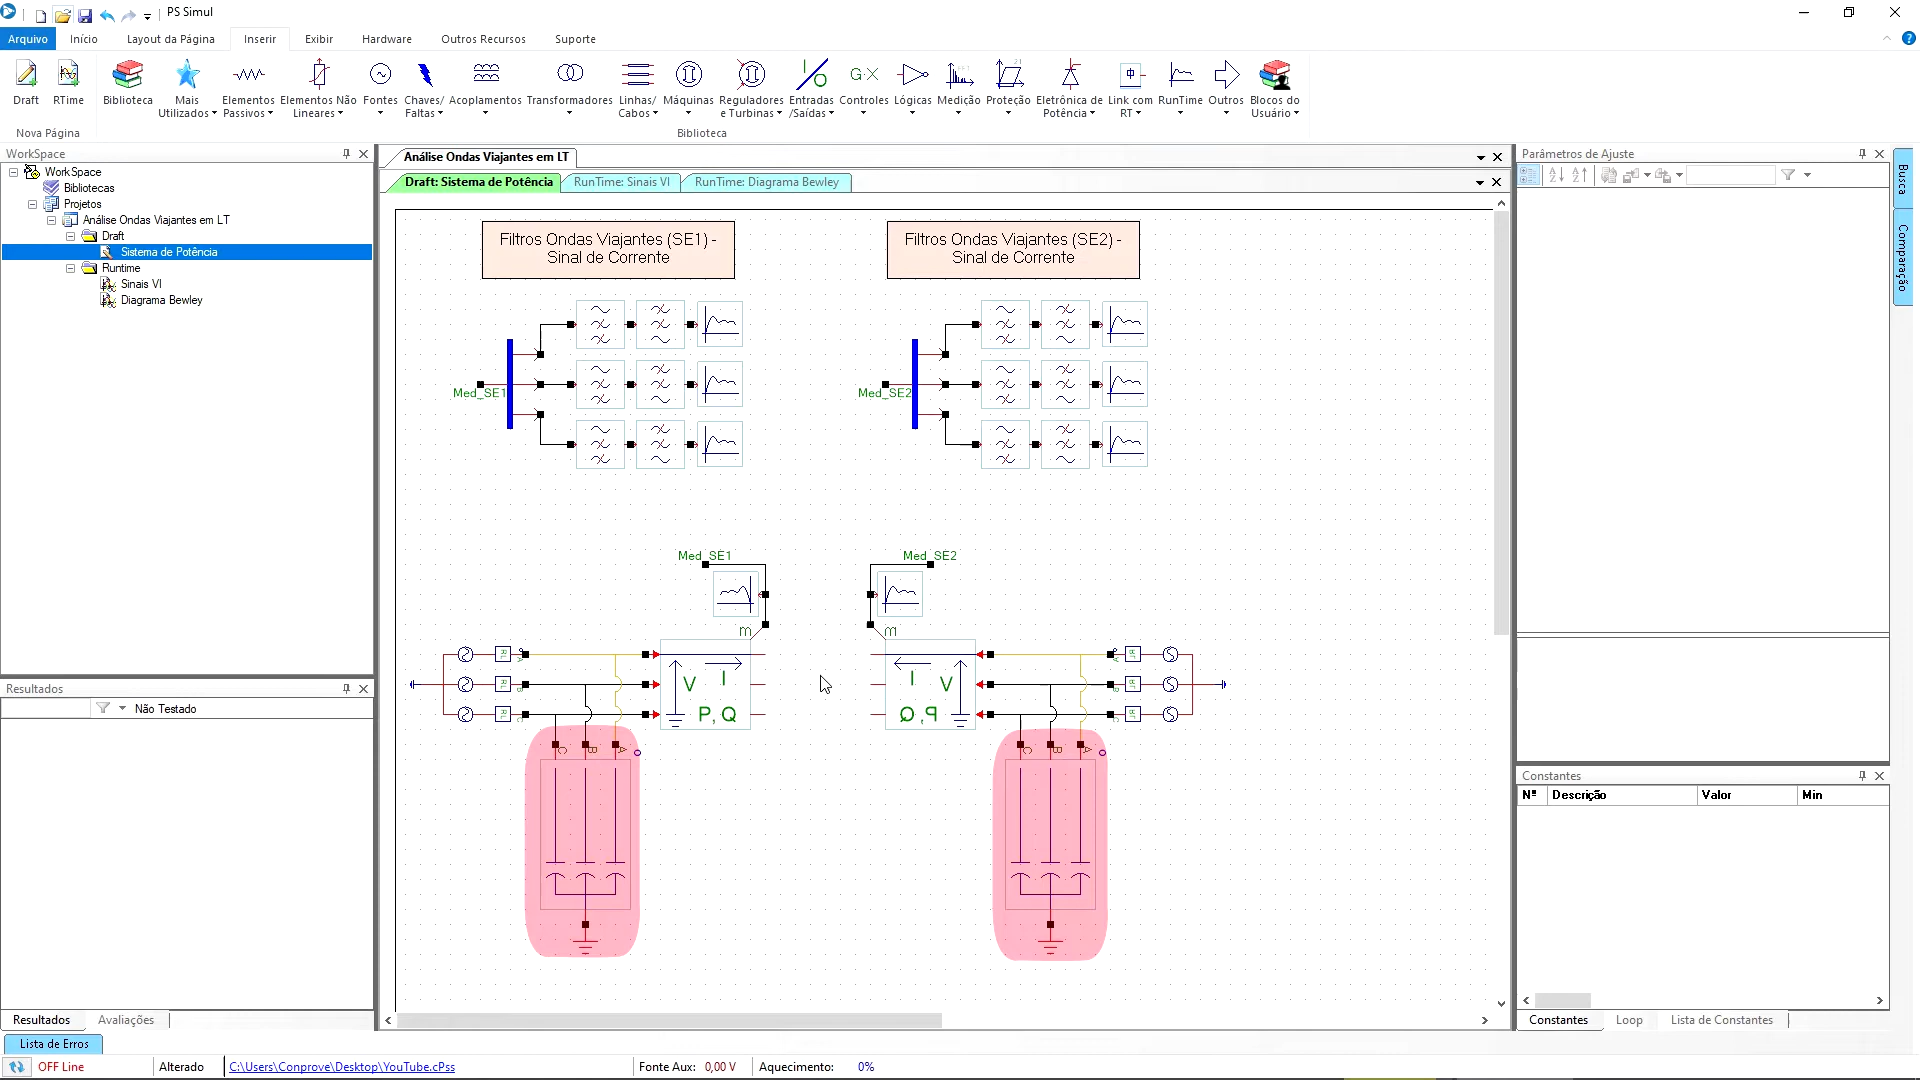 PS Simul
Arquivo Início Layout da Página Inserir Exibir Hardware Outros Recursos Suporte
Draft RTime Biblioteca Mais Utilizados Elementos Passivos Elementos Não Lineares Fontes Chaves/ Faltas Acoplamentos Transformadores Linhas/ Cabos Máquinas Reguladores e Turbinas Entradas /Saídas Controles Lógicas Medição Proteção Eletrônica de Potência Link com RT RunTime Outros Blocos do Usuário
Nova Página Biblioteca
WorkSpace
WorkSpace
Bibliotecas
Projetos
Análise Ondas Viajantes em LT
Draft
Sistema de Potência
Runtime
Sinais VI
Diagrama Bewley
Resultados
Não Testado
Resultados Avaliações
Análise Ondas Viajantes em LT
Draft: Sistema de Potência RunTime: Sinais VI RunTime: Diagrama Bewley
Filtros Ondas Viajantes (SE1) -
Sinal de Corrente
Filtros Ondas Viajantes (SE2) -
Sinal de Corrente
Med_SE1
Med_SE2
Med_SE1
Med_SE2
m
m
V I
P, Q
I V
P, Q
C B A
C B A
Parâmetros de Ajuste
Busca
Comparação
Constantes
Nº Descrição Valor Min
Constantes Loop Lista de Constantes
Lista de Erros
OFF Line Alterado C:\Users\Conprove\Desktop\YouTube.cPss Fonte Aux: 0,00 V Aquecimento: 0%